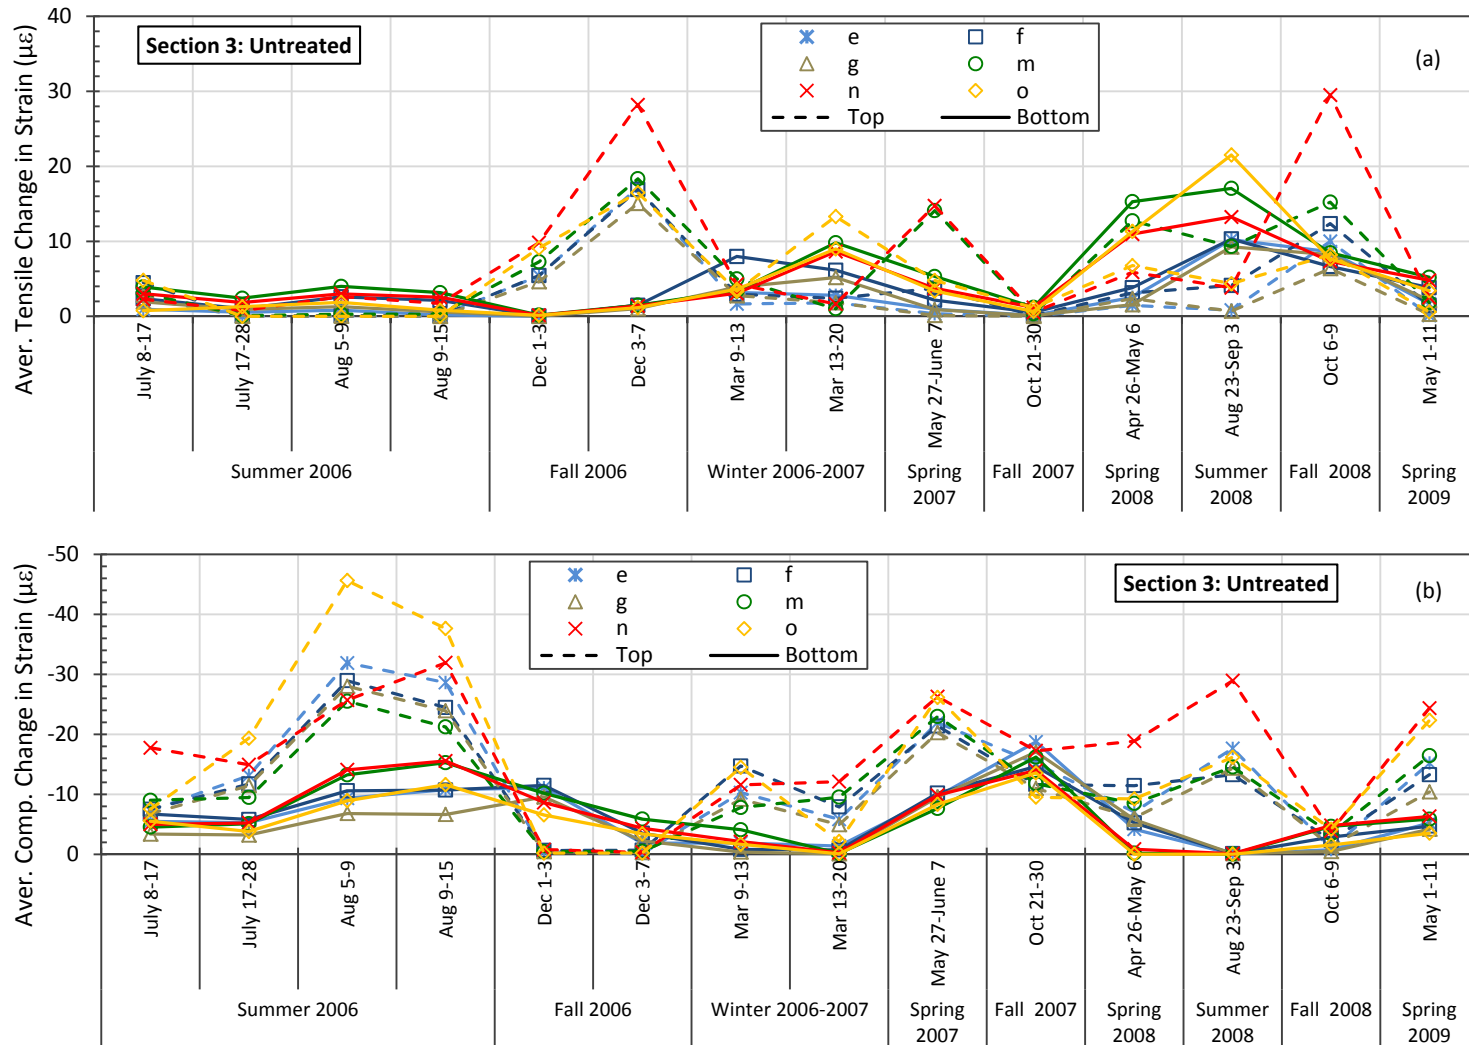 40
30
20
10
0
Aver. Tensile Change in Strain (με)
Section 3: Untreated
(a)
e f
g m
n o
Top Bottom
July 8-17
July 17-28
Aug 5-9
Aug 9-15
Dec 1-3
Dec 3-7
Mar 9-13
Mar 13-20
May 27-June 7
Oct 21-30
Apr 26-May 6
Aug 23-Sep 3
Oct 6-9
May 1-11
Summer 2006
Fall 2006
Winter 2006-2007
Spring
2007
Fall 2007
Spring
2008
Summer
2008
Fall 2008
Spring
2009
-50
-40
-30
-20
-10
0
Aver. Comp. Change in Strain (με)
e f
g m
n o
Top Bottom
Section 3: Untreated
(b)
July 8-17
July 17-28
Aug 5-9
Aug 9-15
Dec 1-3
Dec 3-7
Mar 9-13
Mar 13-20
May 27-June 7
Oct 21-30
Apr 26-May 6
Aug 23-Sep 3
Oct 6-9
May 1-11
Summer 2006
Fall 2006
Winter 2006-2007
Spring
2007
Fall 2007
Spring
2008
Summer
2008
Fall 2008
Spring
2009